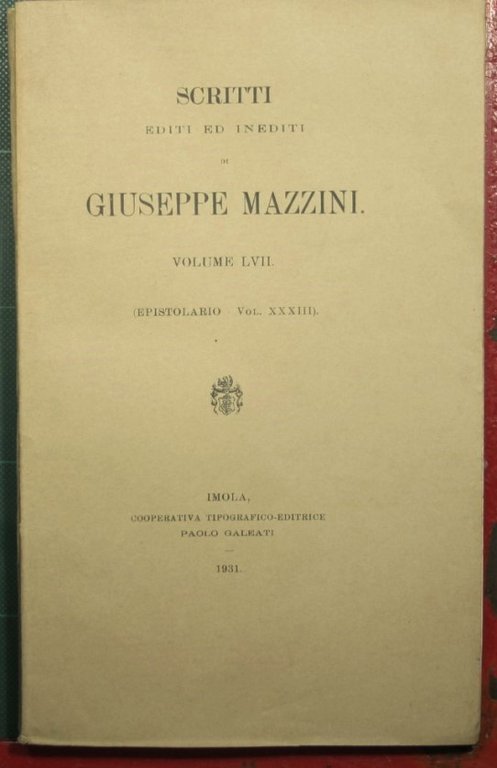 SCRITTI
EDITI ED INEDITI
DI
GIUSEPPE MAZZINI.
VOLUME LVII.
(EPISTOLARIO - VOL. XXXIII).
IMOLA,
COOPERATIVA TIPOGRAFICO-EDITRICE
PAOLO GALEATI
—
1931.